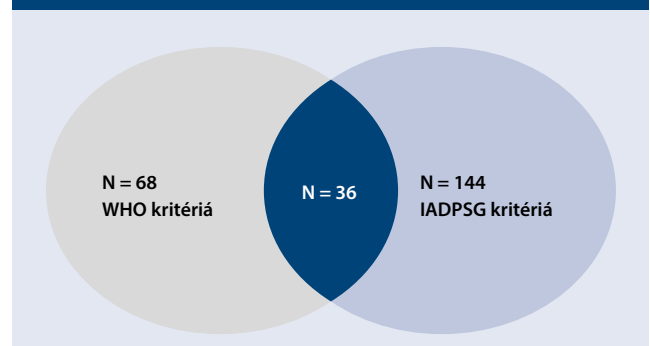 N = 68
WHO kritériá
N = 36
N = 144
IADPSG kritériá